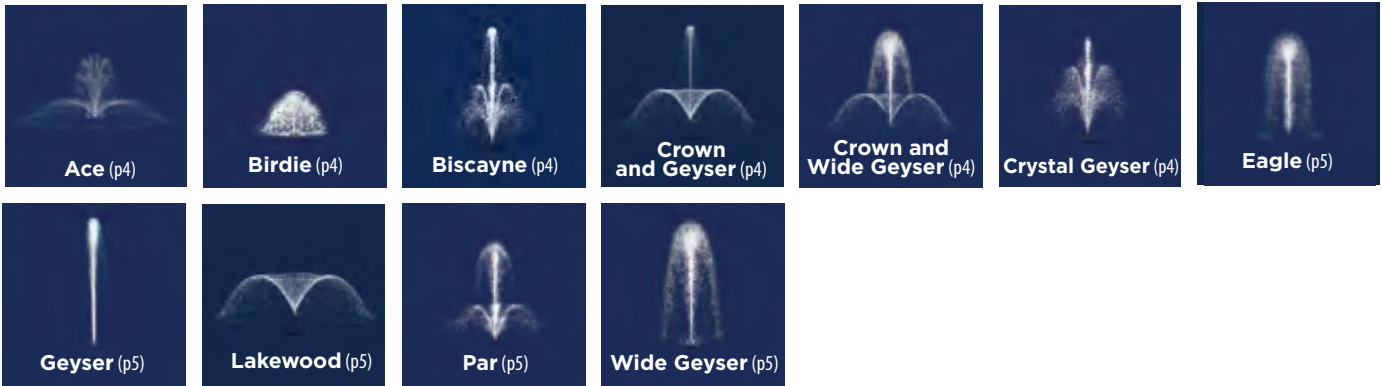 Ace (p4)
Birdie (p4)
Biscayne (p4)
Crown
and Geyser (p4)
Crown and
Wide Geyser (p4)
Crystal Geyser (p4)
Eagle (p5)
Geyser (p5)
Lakewood (p5)
Par (p5)
Wide Geyser (p5)